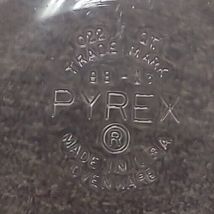 022 QT.
TRADE MARK
PYREX
®
MADE IN U.S.A
OVENWARE